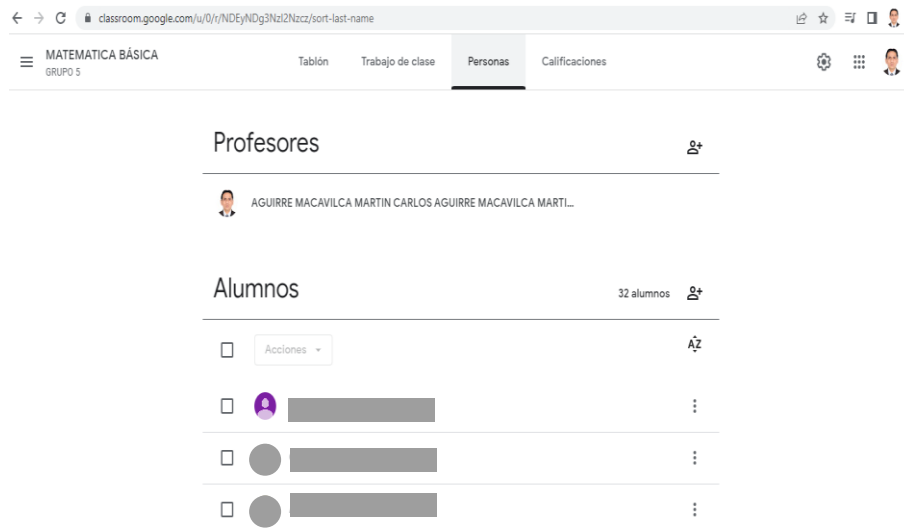 classroom.google.com/u/0/r/NDEyNDg3NzI2Nzcz/sort-last-name
MATEMATICA BÁSICA
GRUPO 5
Tablón Trabajo de clase Personas Calificaciones
Profesores
AGUIRRE MACAVILCA MARTIN CARLOS AGUIRRE MACAVILCA MARTI...
Alumnos
32 alumnos
Acciones
AZ